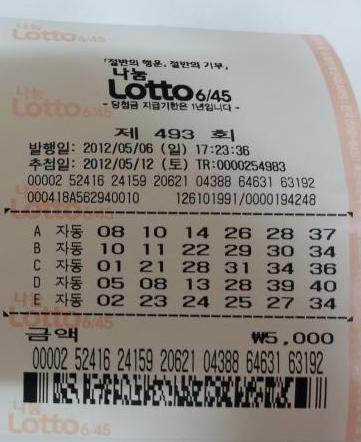 나눔
Lotto 6/45
「절반의 행운, 절반의 기부」
나눔
Lotto 6/45
- 당첨금 지급기한은 1년입니다 -
제 493 회
발행일: 2012/05/06 (일) 17:23:36
추첨일: 2012/05/12 (토) TR:0000254983
00002 52416 24159 20621 04388 64631 63192
000418A562940010 126101991/0000194248
A 자동 08 10 14 26 28 37
B 자동 10 11 22 29 30 34
C 자동 01 21 28 31 34 36
D 자동 05 08 13 28 39 40
E 자동 02 23 24 25 27 34
금액 ₩5,000
00002 52416 24159 20621 04388 64631 63192
나눔
Lotto 6/45